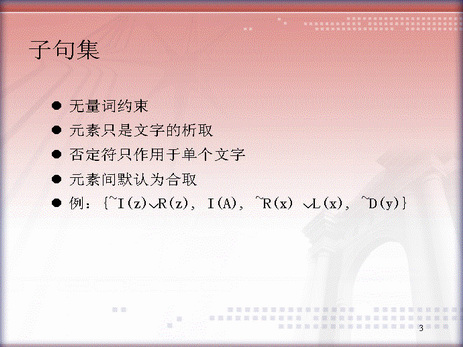 子句集
● 无量词约束
● 元素只是文字的析取
● 否定符只作用于单个文字
● 元素间默认为合取
● 例：{~I(z)∨R(z), I(A), ~R(x) ∨L(x), ~D(y)}
3